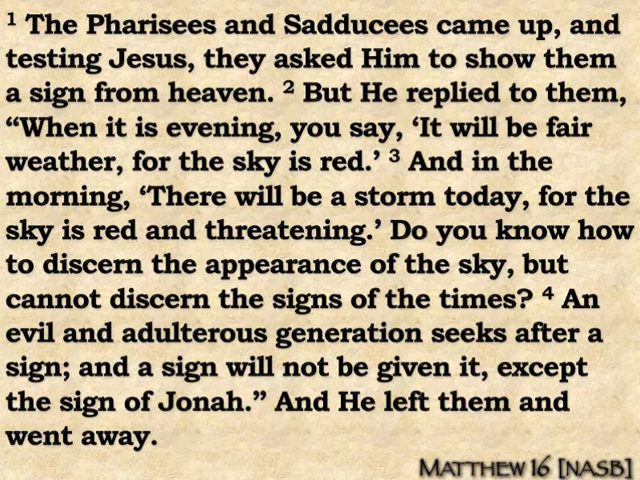 ¹ The Pharisees and Sadducees came up, and
testing Jesus, they asked Him to show them
a sign from heaven. ² But He replied to them,
“When it is evening, you say, ‘It will be fair
weather, for the sky is red.’ ³ And in the
morning, ‘There will be a storm today, for the
sky is red and threatening.’ Do you know how
to discern the appearance of the sky, but
cannot discern the signs of the times? ⁴ An
evil and adulterous generation seeks after a
sign; and a sign will not be given it, except
the sign of Jonah.” And He left them and
went away.
Matthew 16 [NASB]